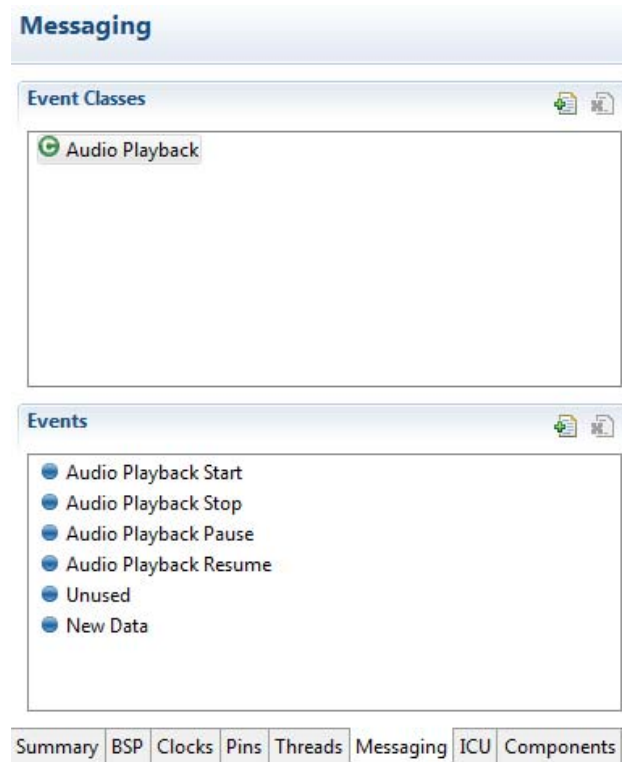 Messaging
Event Classes
C Audio Playback
Events
Audio Playback Start
Audio Playback Stop
Audio Playback Pause
Audio Playback Resume
Unused
New Data
Summary BSP Clocks Pins Threads Messaging ICU Components